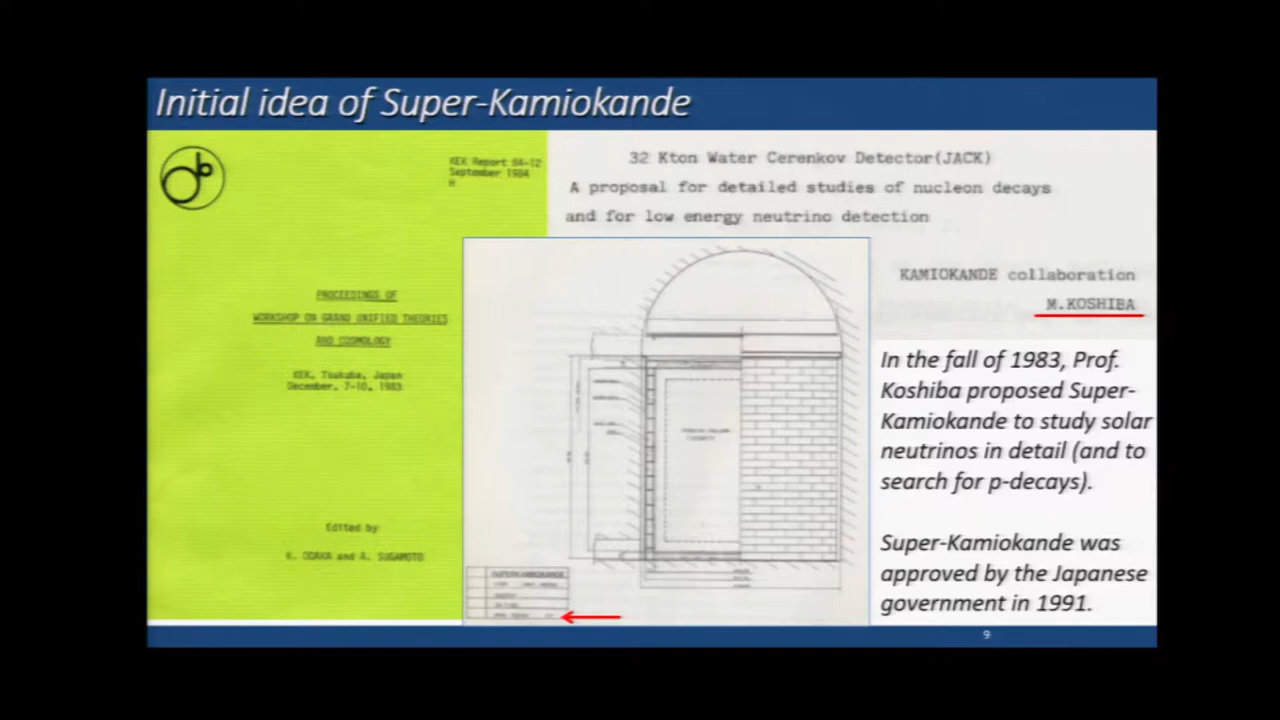 Initial idea of Super-Kamiokande
KEK Report 84-12
September 1984
H
PROCEEDINGS OF
WORKSHOP ON GRAND UNIFIED THEORIES
AND COSMOLOGY
KEK, Tsukuba, Japan
December, 7-10, 1983
Edited by
K. ODAKA and A. SUGAMOTO
32 Kton Water Cerenkov Detector(JACK)
A proposal for detailed studies of nucleon decays
and for low energy neutrino detection
KAMIOKANDE collaboration
M.KOSHIBA
SUPERKAMIOKANDE
In the fall of 1983, Prof.
Koshiba proposed Super-
Kamiokande to study solar
neutrinos in detail (and to
search for p-decays).
Super-Kamiokande was
approved by the Japanese
government in 1991.
9